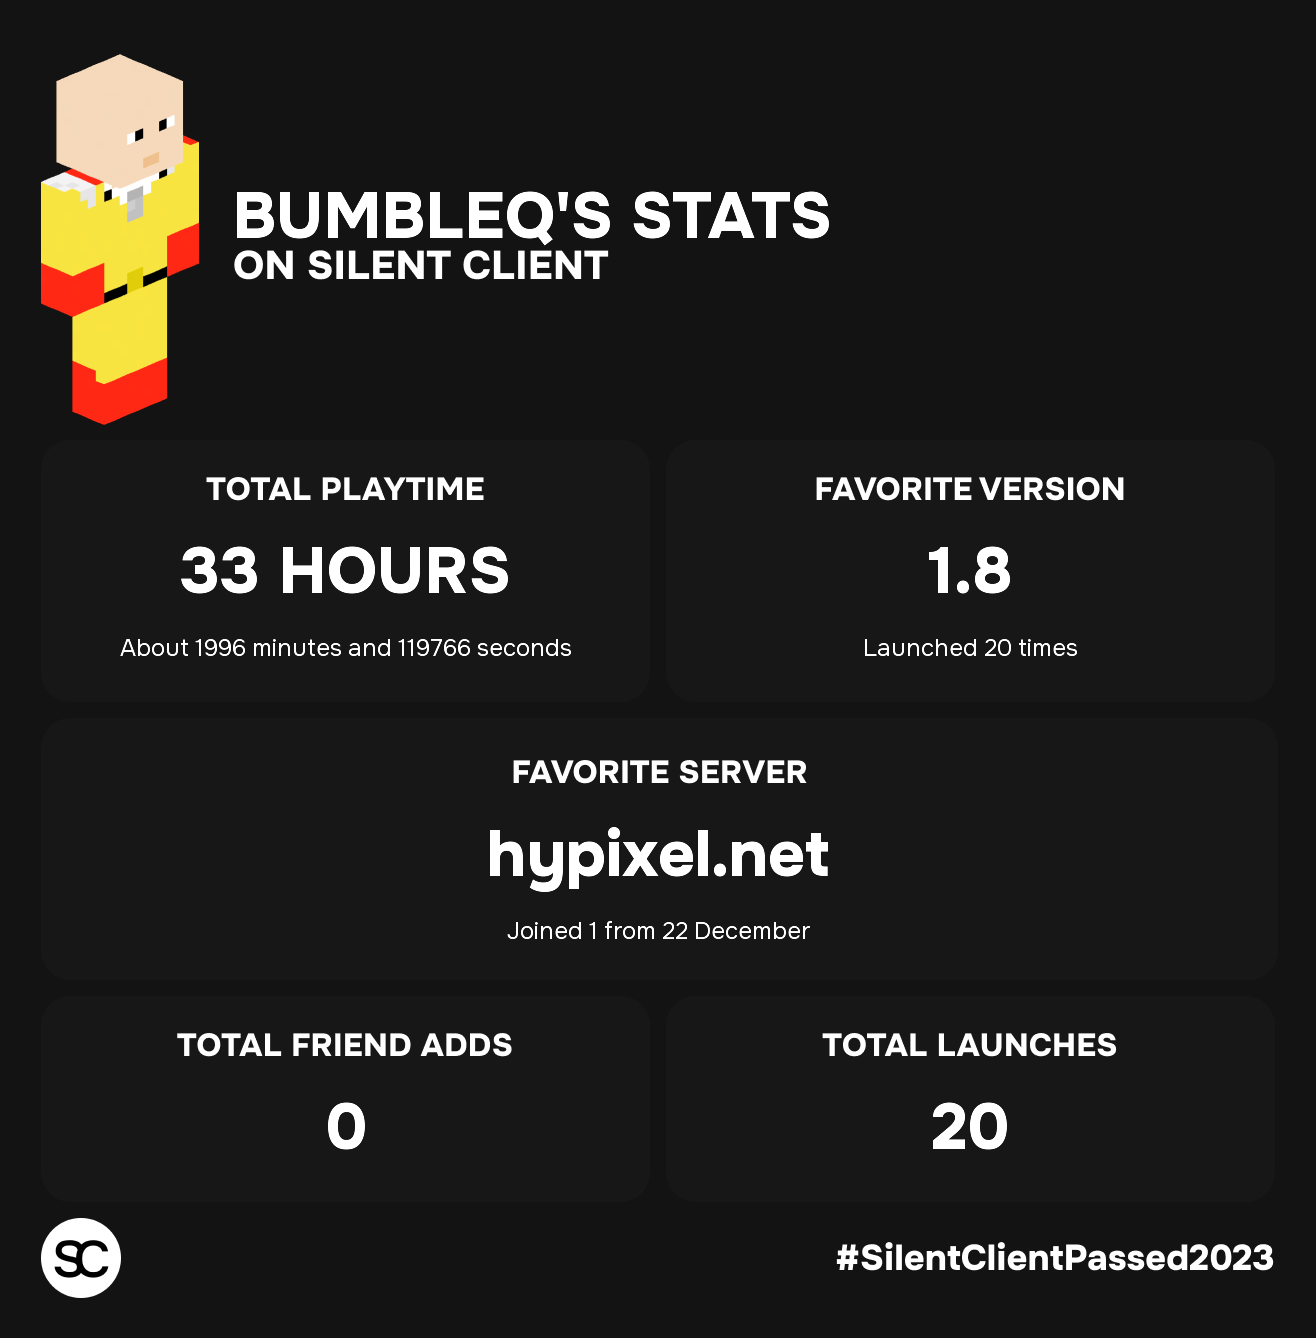 BUMBLEQ'S STATS
ON SILENT CLIENT
TOTAL PLAYTIME
33 HOURS
About 1996 minutes and 119766 seconds
FAVORITE VERSION
1.8
Launched 20 times
FAVORITE SERVER
hypixel.net
Joined 1 from 22 December
TOTAL FRIEND ADDS
0
TOTAL LAUNCHES
20
SC
#SilentClientPassed2023